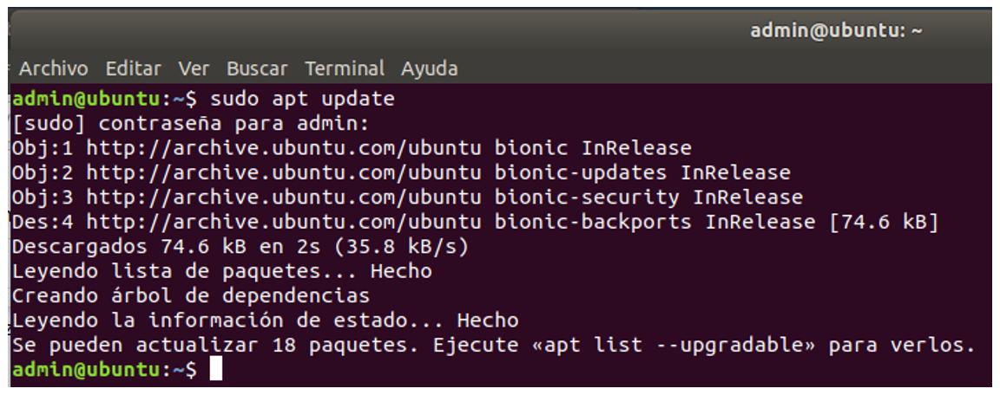 admin@ubuntu: ~
Archivo Editar Ver Buscar Terminal Ayuda
admin@ubuntu:~$ sudo apt update
[sudo] contraseña para admin:
Obj:1 http://archive.ubuntu.com/ubuntu bionic InRelease
Obj:2 http://archive.ubuntu.com/ubuntu bionic-updates InRelease
Obj:3 http://archive.ubuntu.com/ubuntu bionic-security InRelease
Des:4 http://archive.ubuntu.com/ubuntu bionic-backports InRelease [74.6 kB]
Descargados 74.6 kB en 2s (35.8 kB/s)
Leyendo lista de paquetes... Hecho
Creando árbol de dependencias
Leyendo la información de estado... Hecho
Se pueden actualizar 18 paquetes. Ejecute «apt list --upgradable» para verlos.
admin@ubuntu:~$